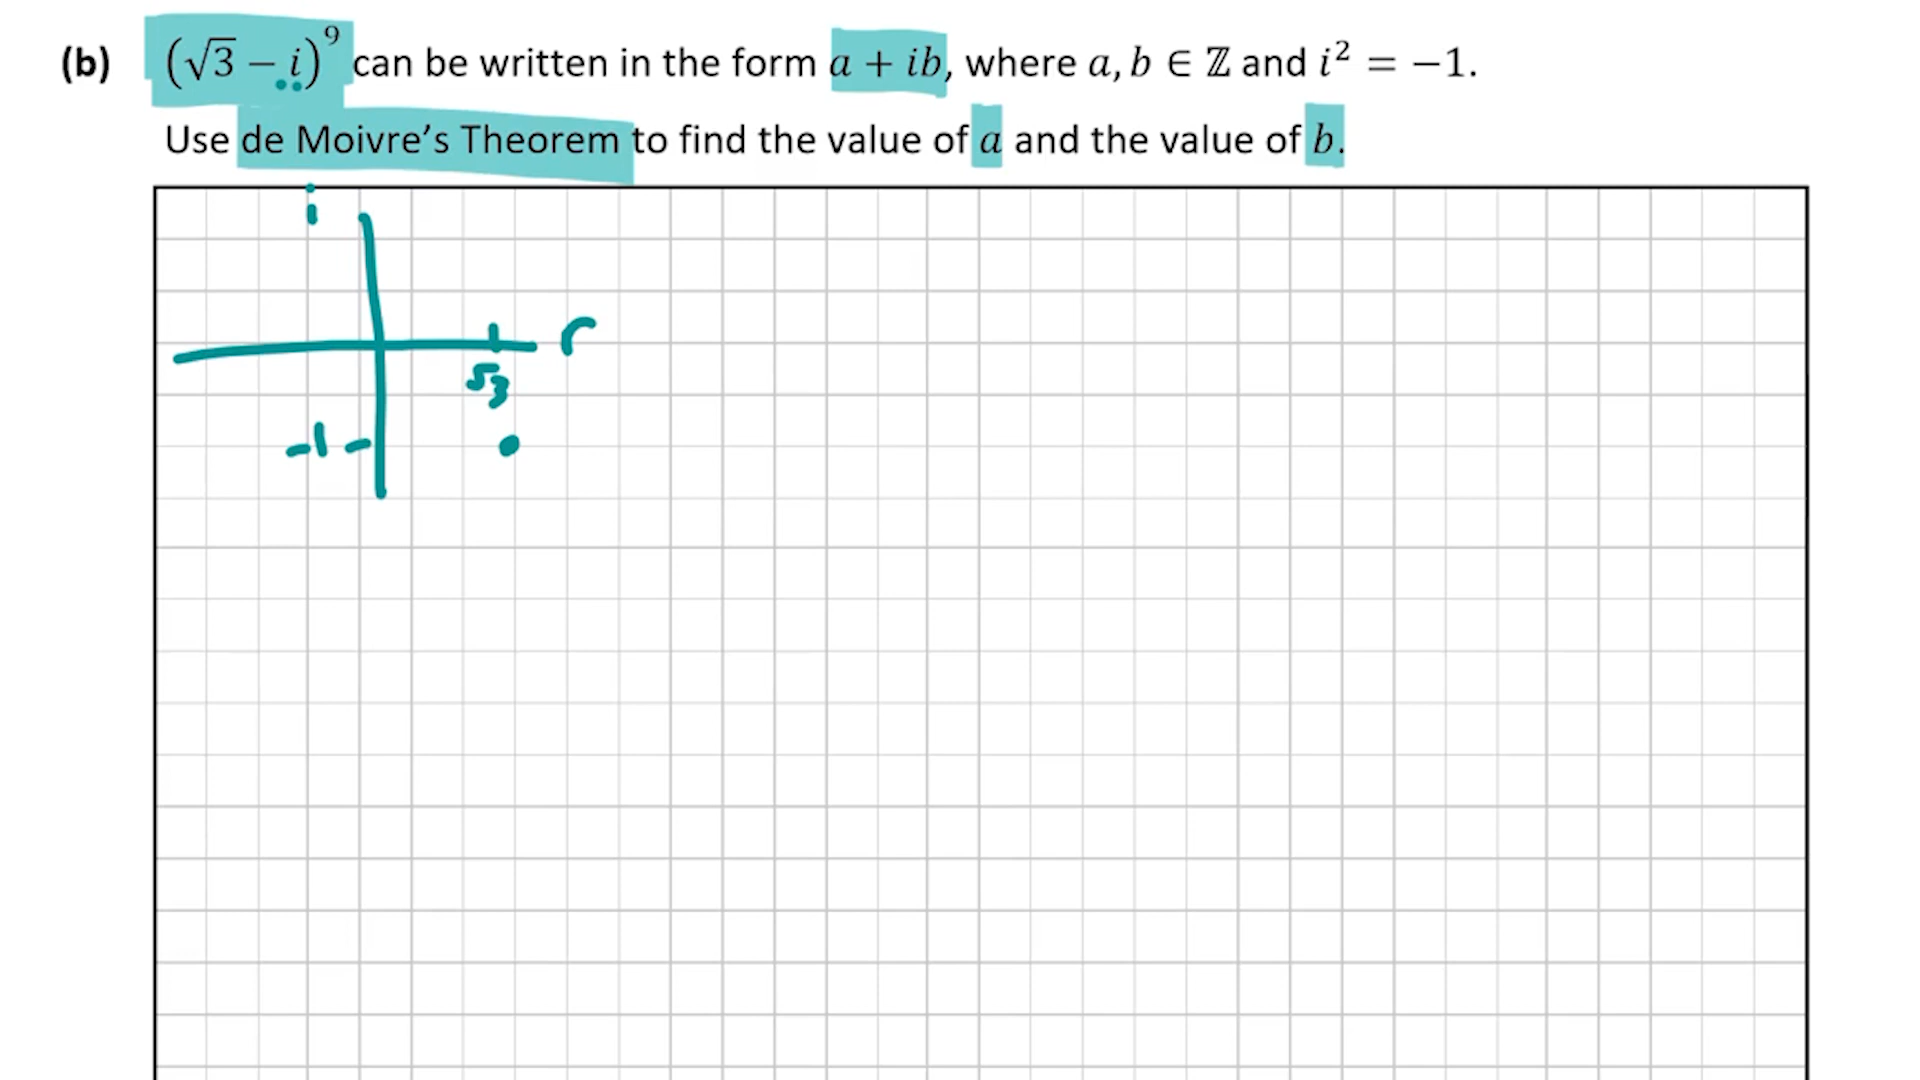 (b) (√3 − i)⁹ can be written in the form a + ib, where a, b ∈ ℤ and i² = −1.
Use de Moivre’s Theorem to find the value of a and the value of b.
i
r
√3
-1